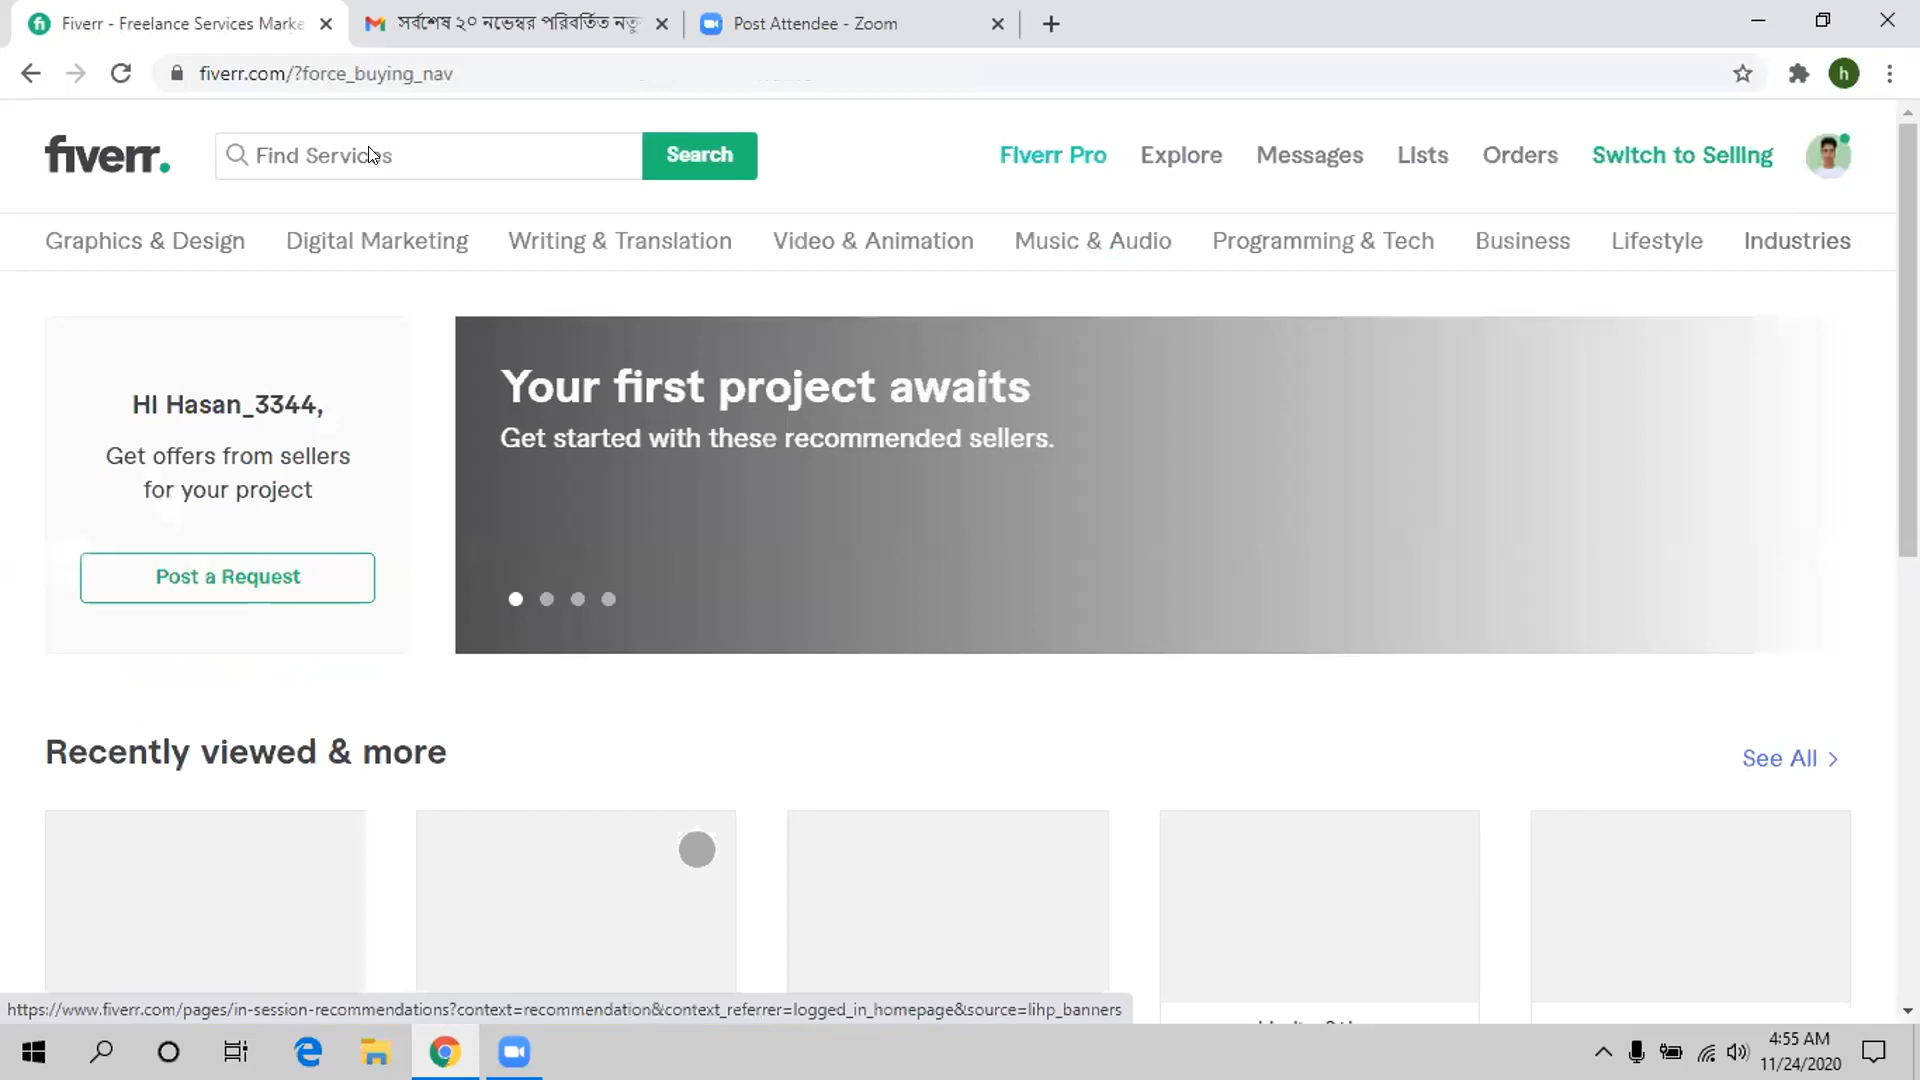 Fiverr - Freelance Services Marke
সর্বশেষ ২০ নভেম্বর পরিবর্তিত নতু
Post Attendee - Zoom
fiverr.com/?force_buying_nav
h
fiverr.
Find Services
Search
Fiverr Pro
Explore
Messages
Lists
Orders
Switch to Selling
Graphics & Design
Digital Marketing
Writing & Translation
Video & Animation
Music & Audio
Programming & Tech
Business
Lifestyle
Industries
Hi Hasan_3344,
Get offers from sellers
for your project
Post a Request
Your first project awaits
Get started with these recommended sellers.
Recently viewed & more
See All
https://www.fiverr.com/pages/in-session-recommendations?context=recommendation&context_referrer=logged_in_homepage&source=lihp_banners
4:55 AM
11/24/2020